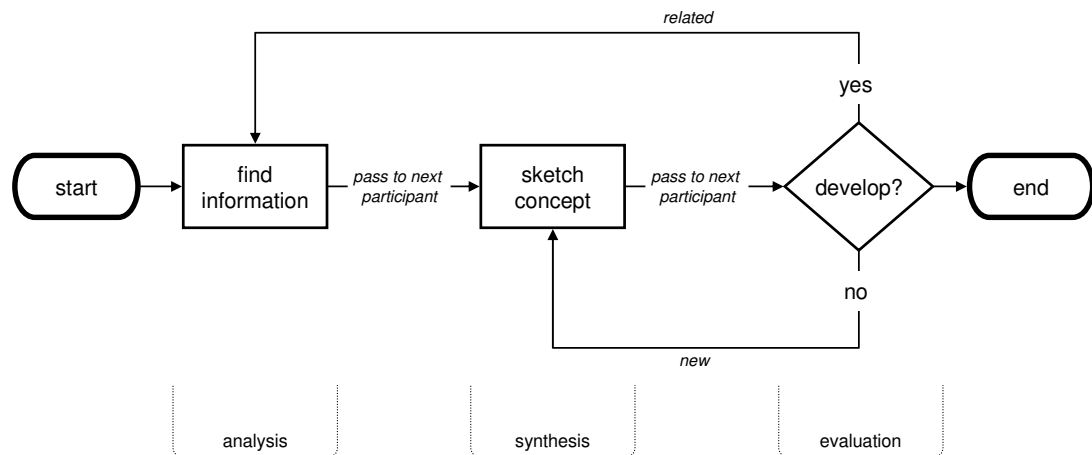 related
yes
start
find
information
pass to next
participant
sketch
concept
pass to next
participant
develop?
end
no
new
analysis
synthesis
evaluation